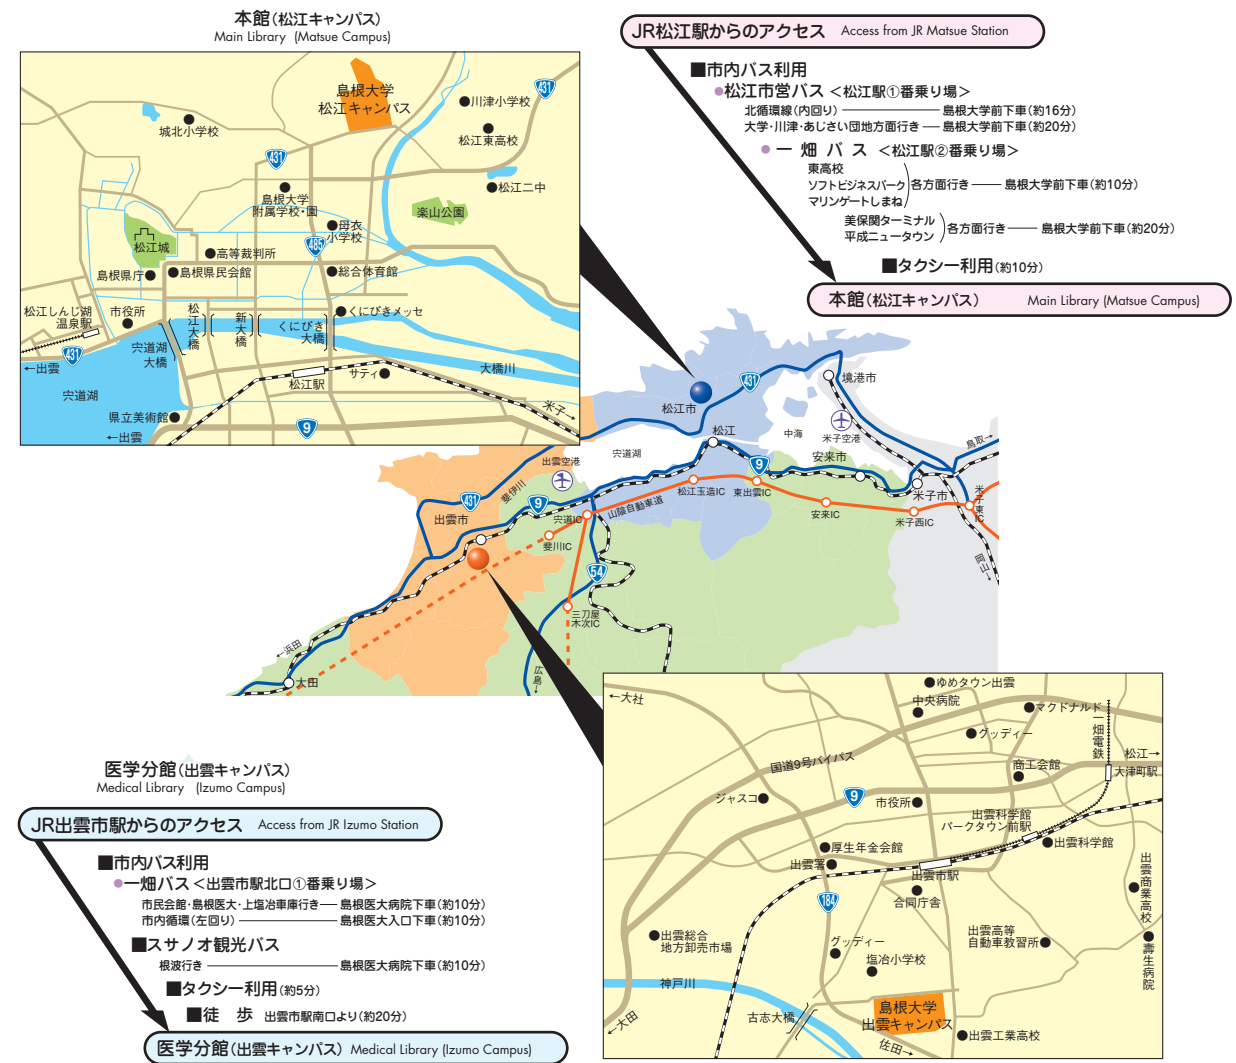 本館(松江キャンパス)
Main Library (Matsue Campus)
島根大学
松江キャンパス
431
川津小学校
松江東高校
城北小学校
431
松江二中
島根大学
附属学校・園
楽山公園
母衣
小学校
485
松江城
高等裁判所
島根県庁
島根県民会館
総合体育館
松江しんじ湖
温泉駅
市役所
松江大橋
新大橋
くにびき
大橋
くにびきメッセ
宍道湖
大橋
431
←出雲
大橋川
松江駅
サティ
宍道湖
県立美術館
←出雲
9
米子→
JR松江駅からのアクセス Access from JR Matsue Station
■市内バス利用
●松江市営バス <松江駅①番乗り場>
北循環線(内回り) 島根大学前下車(約16分)
大学・川津・あじさい団地方面行き 島根大学前下車(約20分)
●一畑バス <松江駅②番乗り場>
東高校
ソフトビジネスパーク 各方面行き 島根大学前下車(約10分)
マリンゲートしまね
美保関ターミナル
平成ニュータウン 各方面行き 島根大学前下車(約20分)
■タクシー利用(約10分)
本館(松江キャンパス) Main Library (Matsue Campus)
431
境港市
松江市
松江
中海
米子空港
鳥取→
宍道湖
出雲空港
9
安来市
米子市
米子東IC
斐伊川
431
9
出雲市
宍道IC
山陰自動車道
松江玉造IC
東出雲IC
安来IC
米子西IC
斐川IC
54
岡山→
三刀屋
木次IC
←浜田
大田
広島→
←大社
ゆめタウン出雲
中央病院
マクドナルド
グッディー
一畑電鉄
松江→
国道9号バイパス
商工会館
大津町駅
ジャスコ
9
市役所
出雲科学館
パークタウン前駅
出雲科学館
厚生年金会館
出雲署
出雲市駅
出雲商業高校
184
合同庁舎
出雲総合
地方卸売市場
グッディー
出雲高等
自動車教習所
壽生病院
塩冶小学校
神戸川
島根大学
出雲キャンパス
古志大橋
←大田
佐田→
出雲工業高校
医学分館(出雲キャンパス)
Medical Library (Izumo Campus)
JR出雲市駅からのアクセス Access from JR Izumo Station
■市内バス利用
●一畑バス <出雲市駅北口①番乗り場>
市民会館・島根医大・上塩冶車庫行き 島根医大病院下車(約10分)
市内循環(左回り) 島根医大入口下車(約10分)
■スサノオ観光バス
根波行き 島根医大病院下車(約10分)
■タクシー利用(約5分)
■徒 歩 出雲市駅南口より(約20分)
医学分館(出雲キャンパス) Medical Library (Izumo Campus)